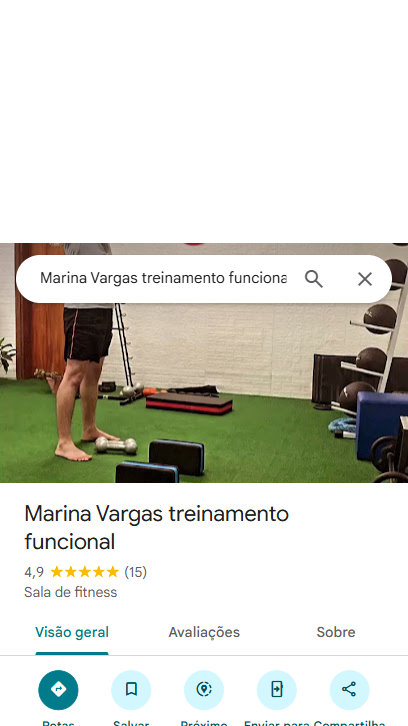 Marina Vargas treinamento funciona
Marina Vargas treinamento
funcional
4,9 (15)
Sala de fitness
Visão geral Avaliações Sobre
Rotas Salvar Próximo Enviar para Compartilha